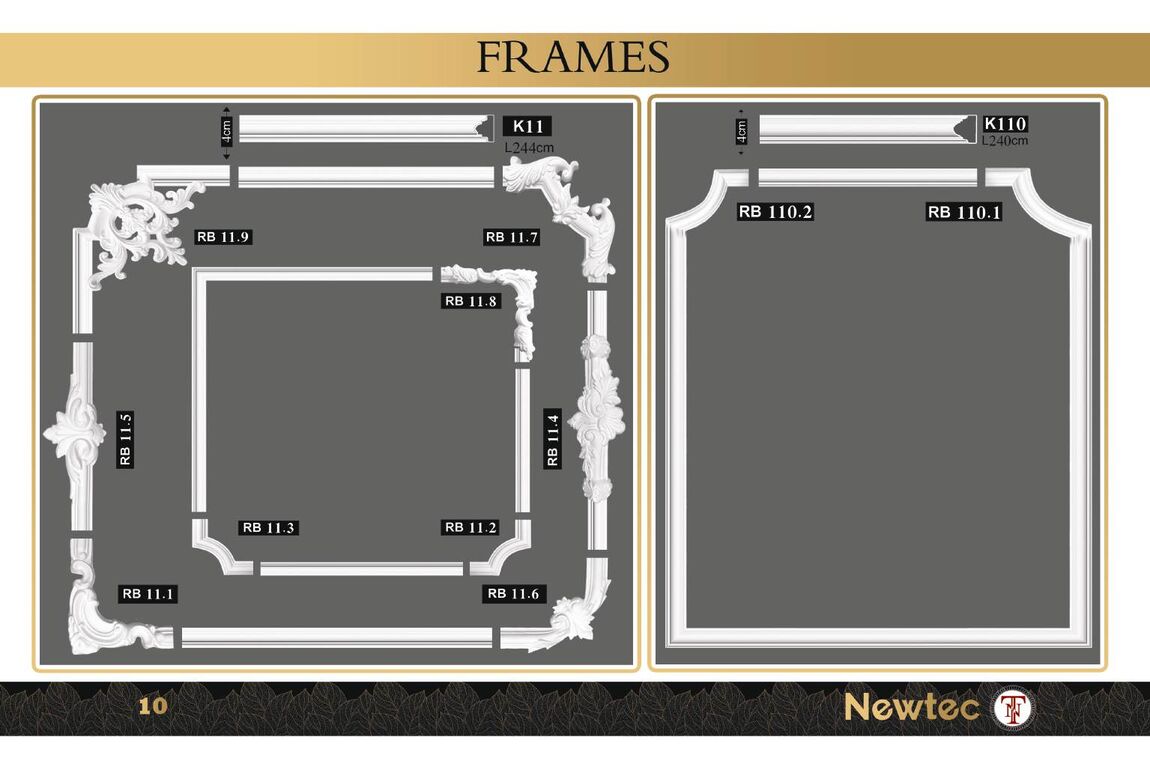 FRAMES
4cm
K11
L244cm
RB 11.9
RB 11.7
RB 11.8
RB 11.5
RB 11.4
RB 11.3
RB 11.2
RB 11.1
RB 11.6
4cm
K110
L240cm
RB 110.2
RB 110.1
10
Newtec
TN